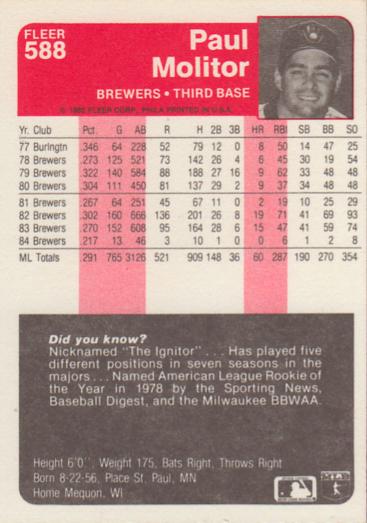 FLEER
588
Paul
Molitor
BREWERS • THIRD BASE
© 1985 FLEER CORP., PHILA PRINTED IN U.S.A.
Yr. Club Pct. G AB R H 2B 3B HR RBI SB BB SO
77 Burlngtn .346 64 228 52 79 12 0 8 50 14 47 25
78 Brewers .273 125 521 73 142 26 4 6 45 30 19 54
79 Brewers .322 140 584 88 188 27 16 9 62 33 48 48
80 Brewers .304 111 450 81 137 29 2 9 37 34 48 48
81 Brewers .267 64 251 45 67 11 0 2 19 10 25 29
82 Brewers .302 160 666 136 201 26 8 19 71 41 69 93
83 Brewers .270 152 608 95 164 28 6 15 47 41 59 74
84 Brewers .217 13 46 3 10 1 0 0 6 1 2 8
ML Totals .291 765 3126 521 909 148 36 60 287 190 270 354
Did you know?
Nicknamed "The Ignitor" . . . Has played five
different positions in seven seasons in the
majors . . . Named American League Rookie of
the Year in 1978 by the Sporting News,
Baseball Digest, and the Milwaukee BBWAA.
Height 6'0", Weight 175, Bats Right, Throws Right
Born 8-22-56, Place St. Paul, MN
Home Mequon, WI